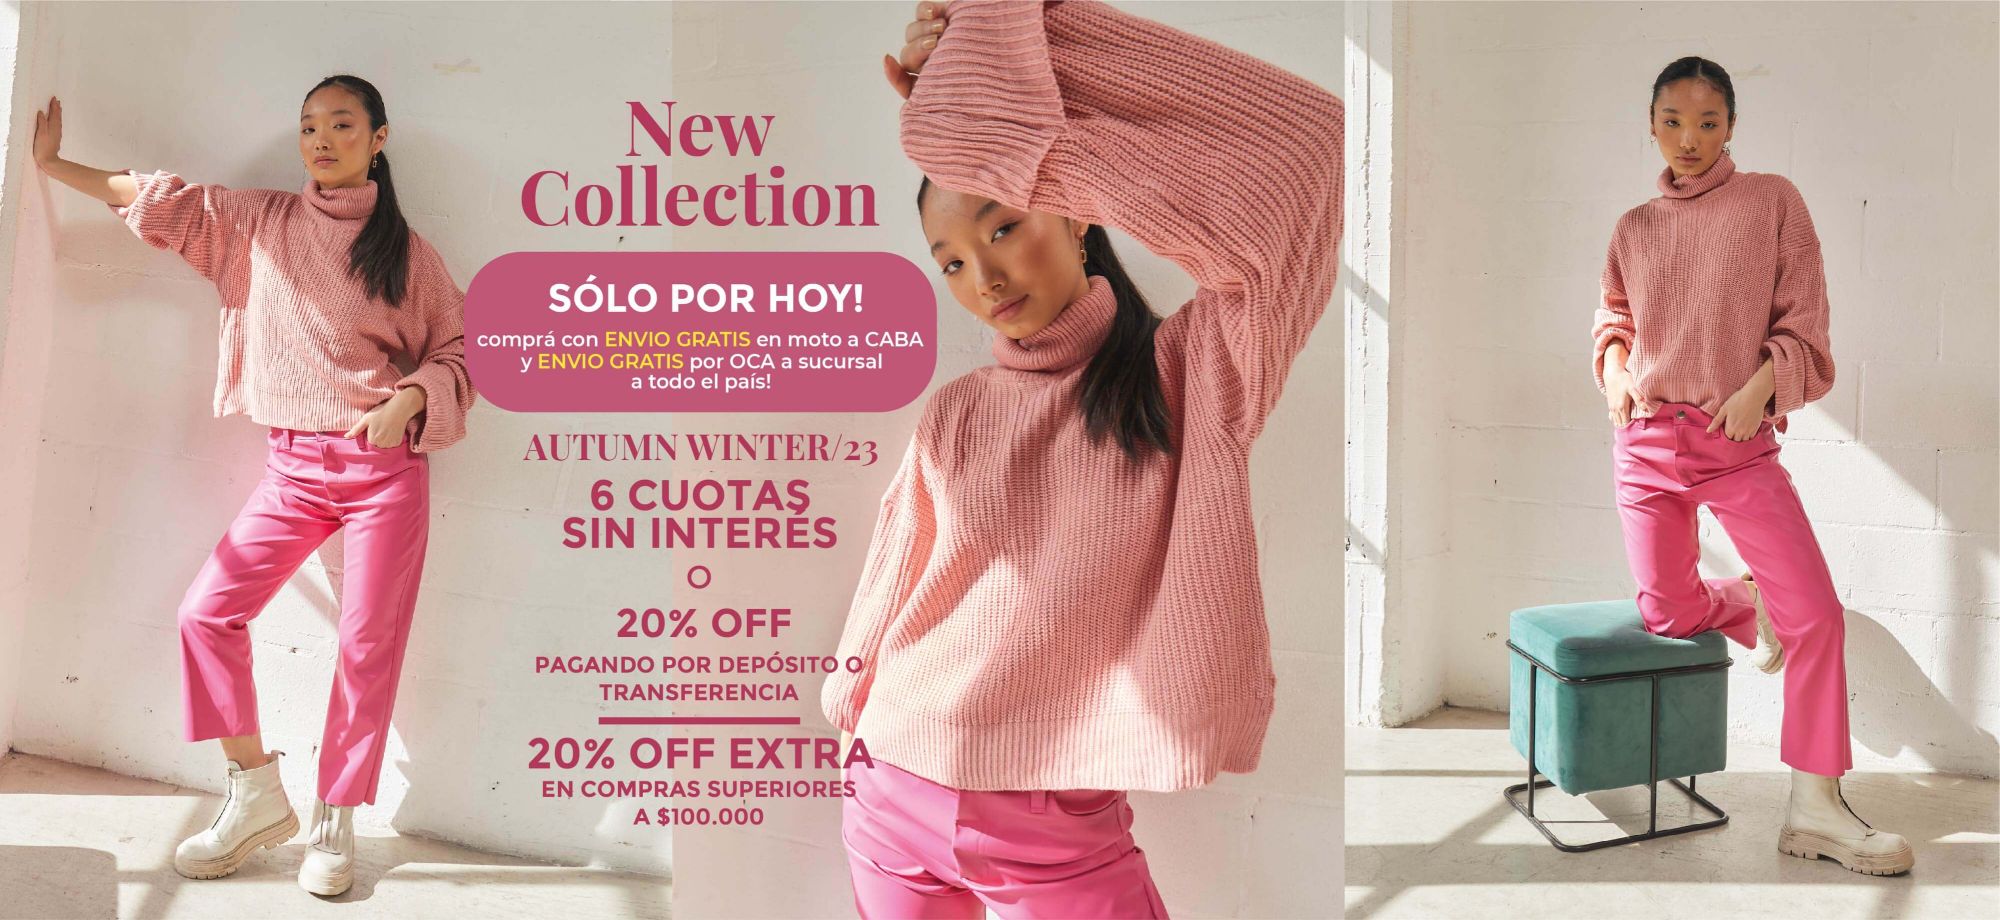 New
Collection
SÓLO POR HOY!
comprá con ENVIO GRATIS en moto a CABA
y ENVIO GRATIS por OCA a sucursal
a todo el país!
AUTUMN WINTER/23
6 CUOTAS
SIN INTERÉS
O
20% OFF
PAGANDO POR DEPÓSITO O
TRANSFERENCIA
20% OFF EXTRA
EN COMPRAS SUPERIORES
A $100.000